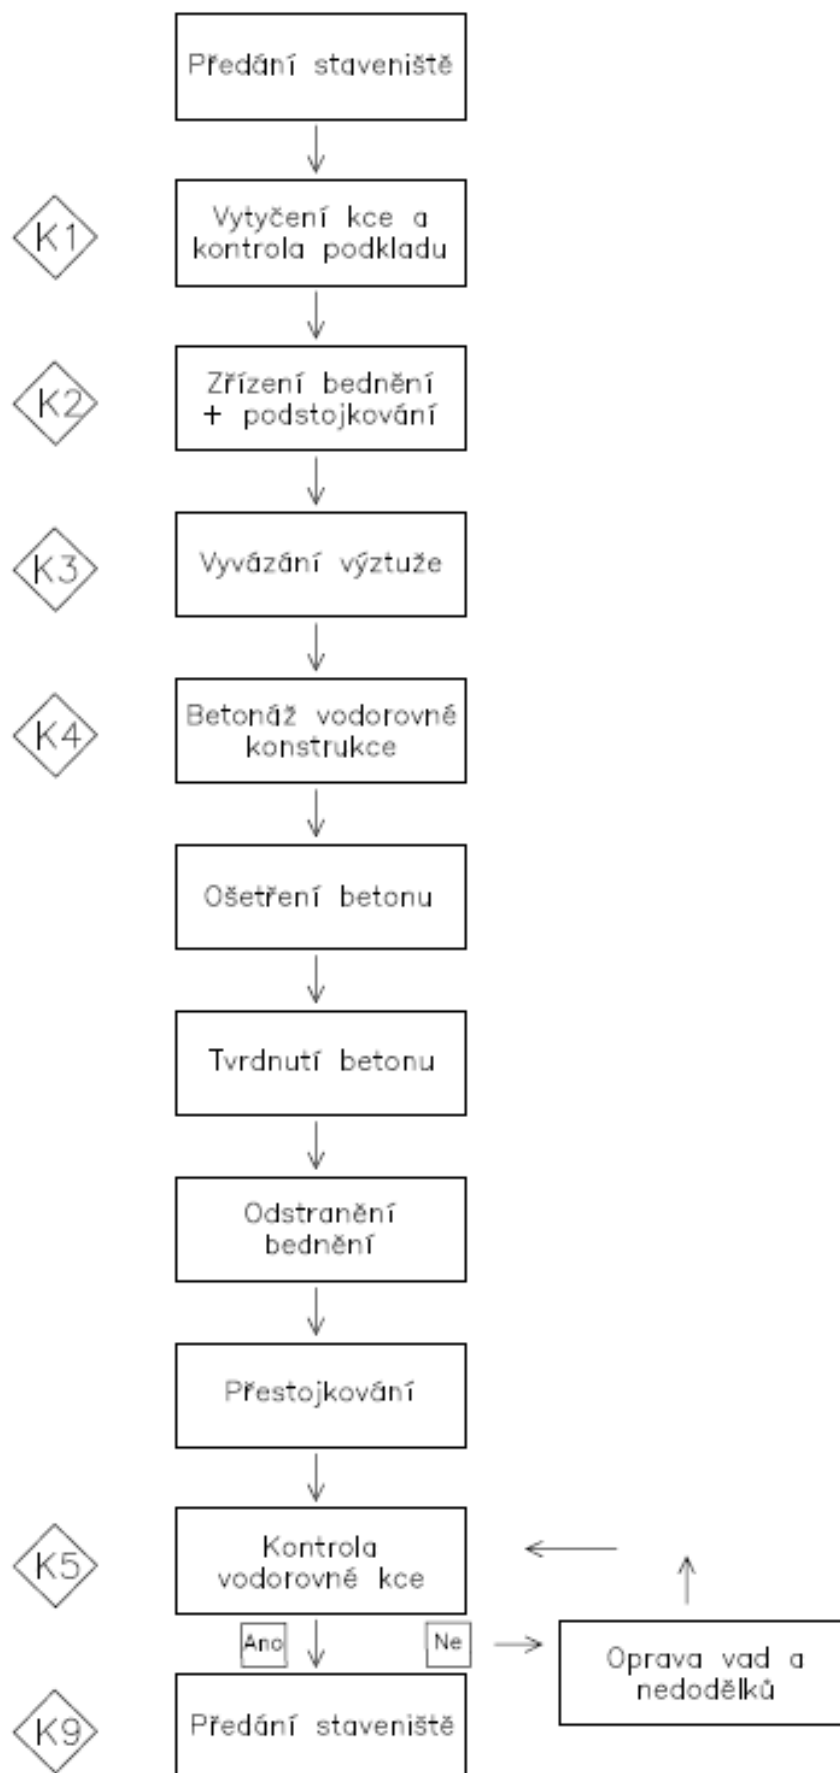 Předání staveniště
K1
Vytyčení kce a
kontrola podkladu
K2
Zřízení bednění
+ podstojkování
K3
Vyvázání výztuže
K4
Betonáž vodorovné
konstrukce
Ošetření betonu
Tvrdnutí betonu
Odstranění
bednění
Přestojkování
K5
Kontrola
vodorovné kce
Ano
Ne
Oprava vad a
nedodělků
K9
Předání staveniště